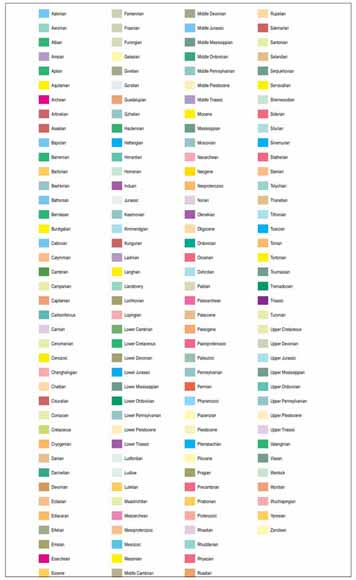 Aalenian
Aeronian
Albian
Anisian
Aptian
Aquitanian
Archean
Artinskian
Asselian
Bajocian
Barremian
Bartonian
Bashkirian
Bathonian
Berriasian
Burdigalian
Callovian
Calymmian
Cambrian
Campanian
Capitanian
Carboniferous
Carnian
Cenomanian
Cenozoic
Changhsingian
Chattian
Cisuralian
Coniacian
Cretaceous
Cryogenian
Danian
Darriwilian
Devonian
Ectasian
Ediacaran
Eifelian
Emsian
Eoarchean
Eocene
Famennian
Frasnian
Furongian
Gelasian
Givetian
Gorstian
Guadalupian
Gzhelian
Hauterivian
Hettangian
Hirnantian
Homerian
Induan
Jurassic
Kasimovian
Kimmeridgian
Kungurian
Ladinian
Langhian
Llandovery
Lochkovian
Lopingian
Lower Cambrian
Lower Cretaceous
Lower Devonian
Lower Jurassic
Lower Mississippian
Lower Ordovician
Lower Pennsylvanian
Lower Pleistocene
Lower Triassic
Ludfordian
Ludlow
Lutetian
Maastrichtian
Mesoarchean
Mesoproterozoic
Mesozoic
Messinian
Middle Cambrian
Middle Devonian
Middle Jurassic
Middle Mississippian
Middle Ordovician
Middle Pennsylvanian
Middle Pleistocene
Middle Triassic
Miocene
Mississippian
Moscovian
Neoarchean
Neogene
Neoproterozoic
Norian
Olenekian
Oligocene
Ordovician
Orosirian
Oxfordian
Paibian
Paleoarchean
Paleocene
Paleogene
Paleoproterozoic
Paleozoic
Pennsylvanian
Permian
Phanerozoic
Piacenzian
Pleistocene
Pliensbachian
Pliocene
Pragian
Precambrian
Priabonian
Proterozoic
Rhaetian
Rhuddanian
Rhyacian
Roadian
Rupelian
Sakmarian
Santonian
Selandian
Serpukhovian
Serravallian
Sheinwoodian
Siderian
Silurian
Sinemurian
Statherian
Stenian
Telychian
Thanetian
Tithonian
Toarcian
Tonian
Tortonian
Tournaisian
Tremadocian
Triassic
Turonian
Upper Cretaceous
Upper Devonian
Upper Jurassic
Upper Mississippian
Upper Ordovician
Upper Pennsylvanian
Upper Pleistocene
Upper Triassic
Valanginian
Visean
Wenlock
Wordian
Wuchiapingian
Ypresian
Zanclean